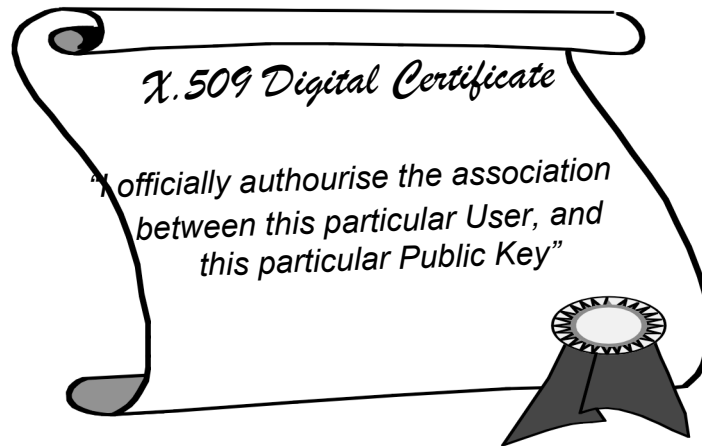 X.509 Digital Certificate
“I officially authourise the association
between this particular User, and
this particular Public Key”